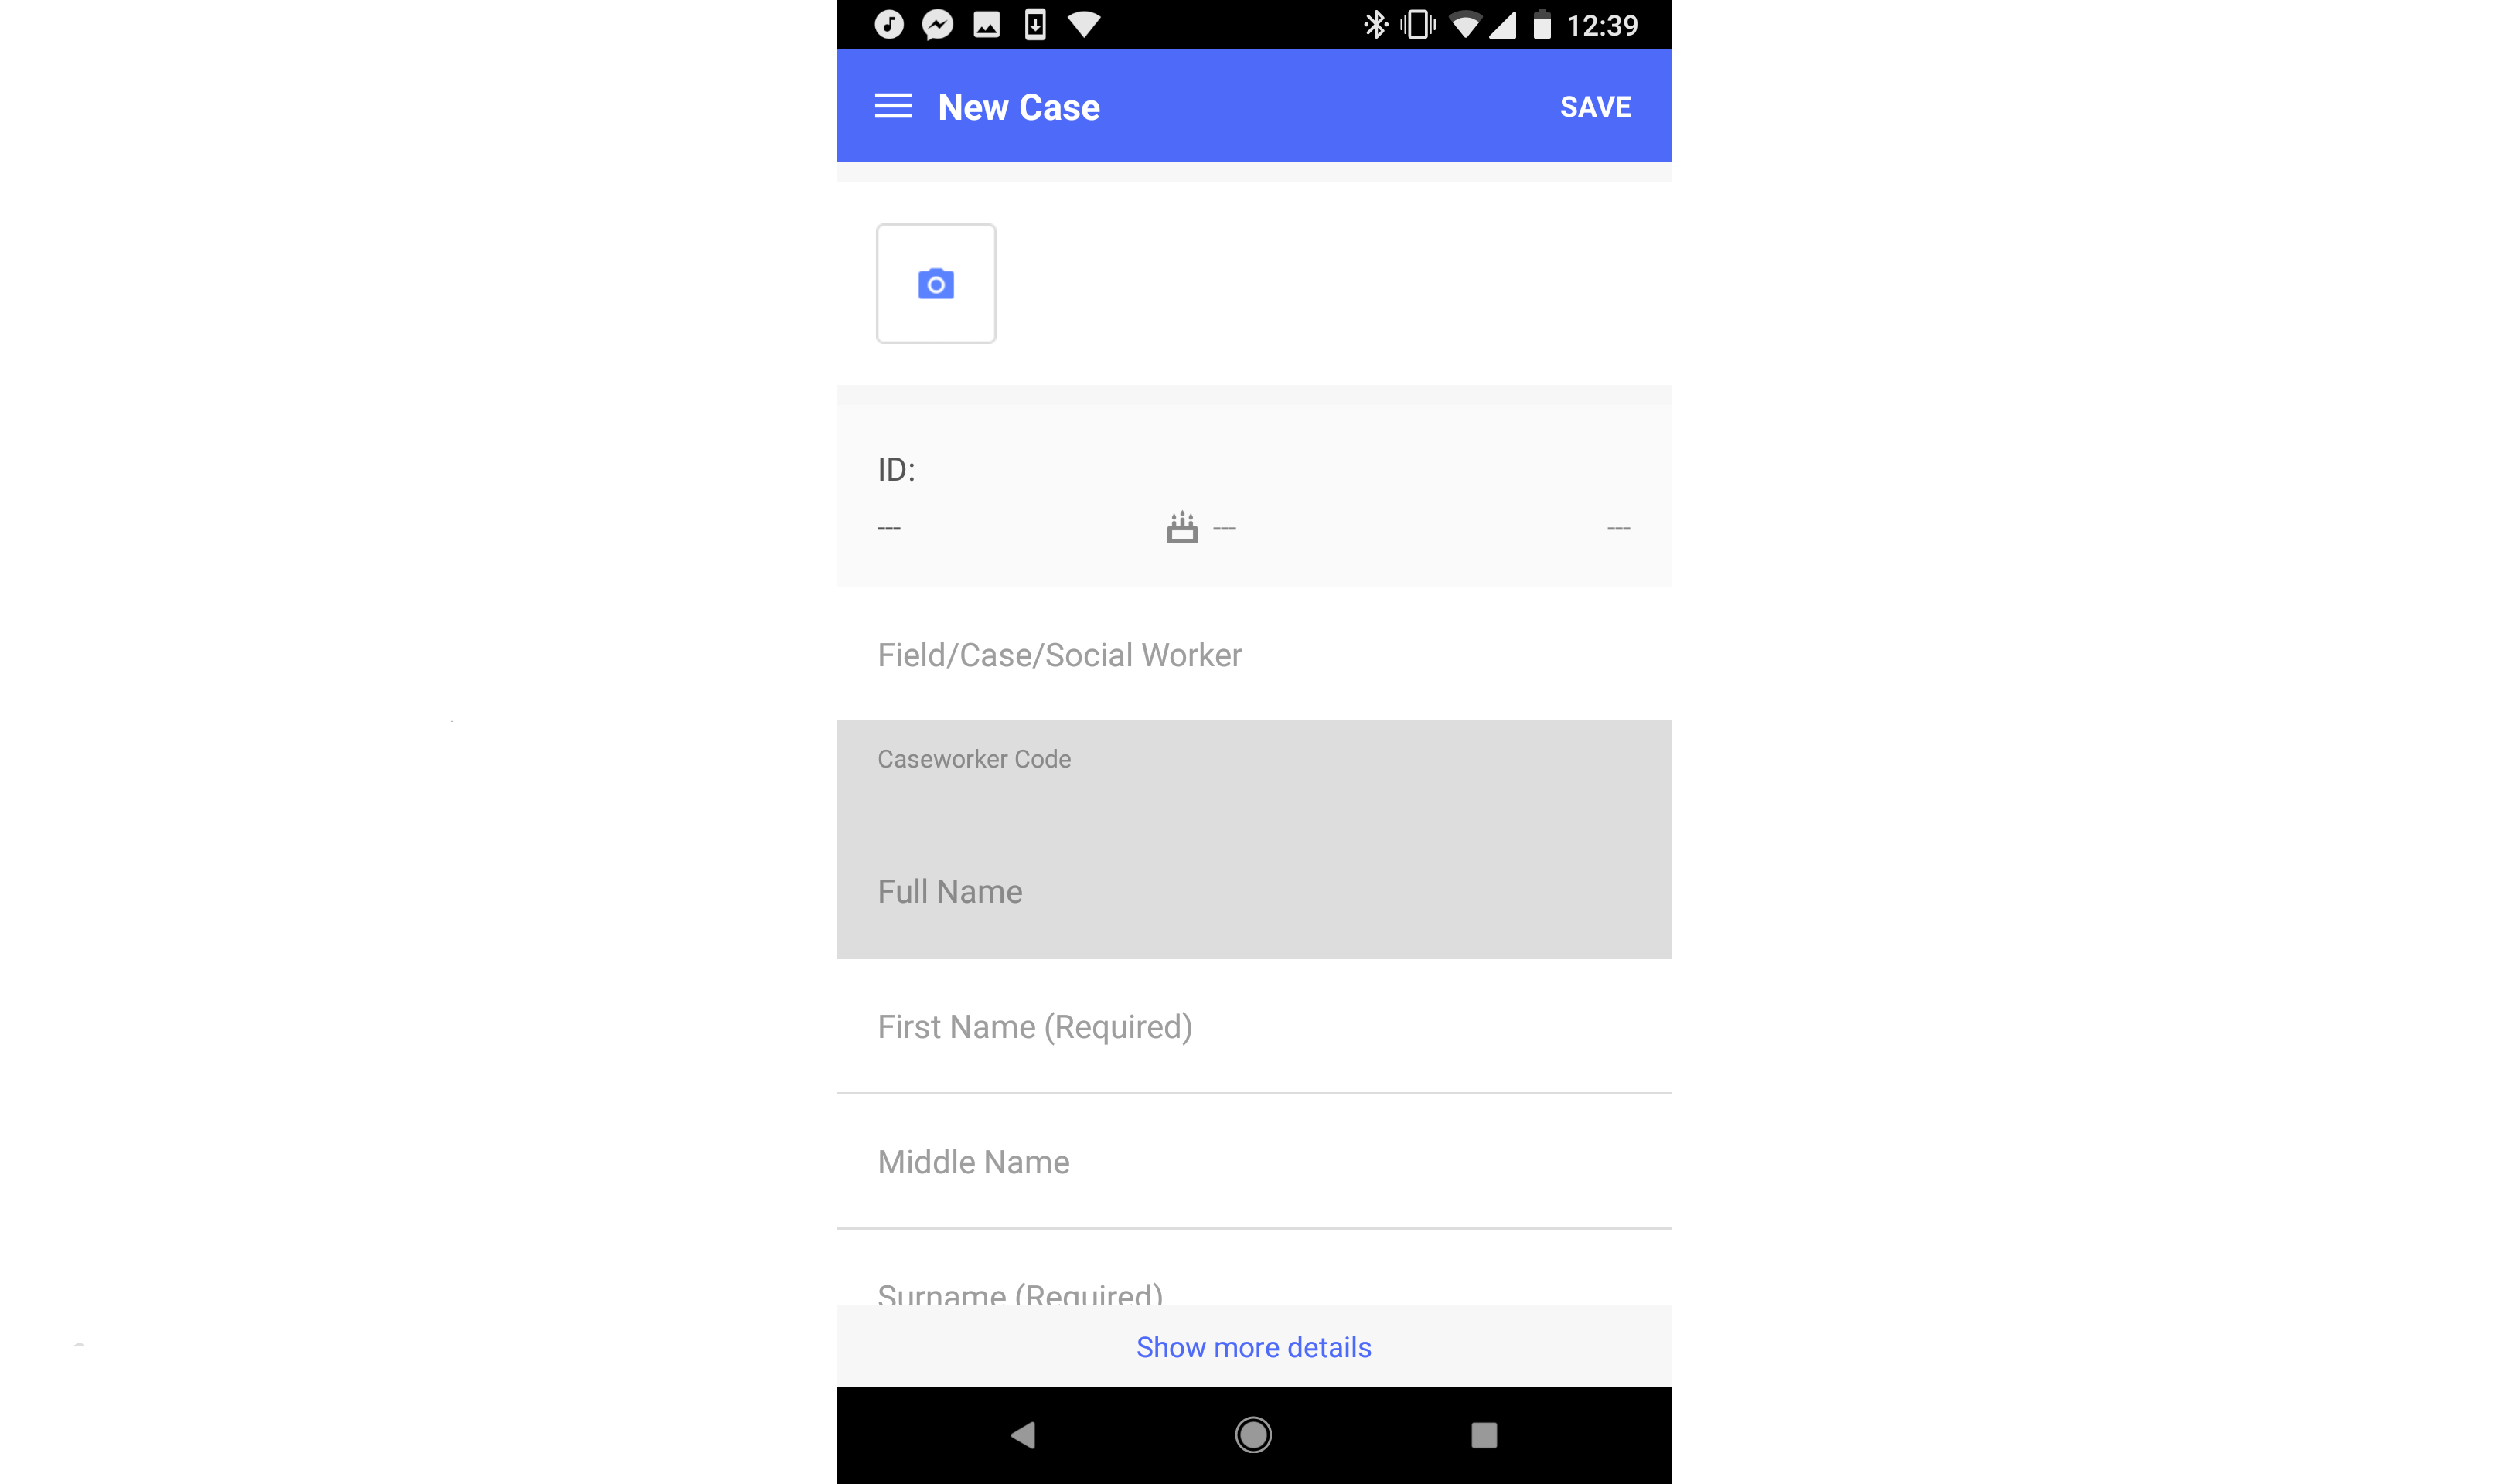 12:39
New Case
SAVE
ID:
--- --- ---
Field/Case/Social Worker
Caseworker Code
Full Name
First Name (Required)
Middle Name
Surname (Required)
Show more details